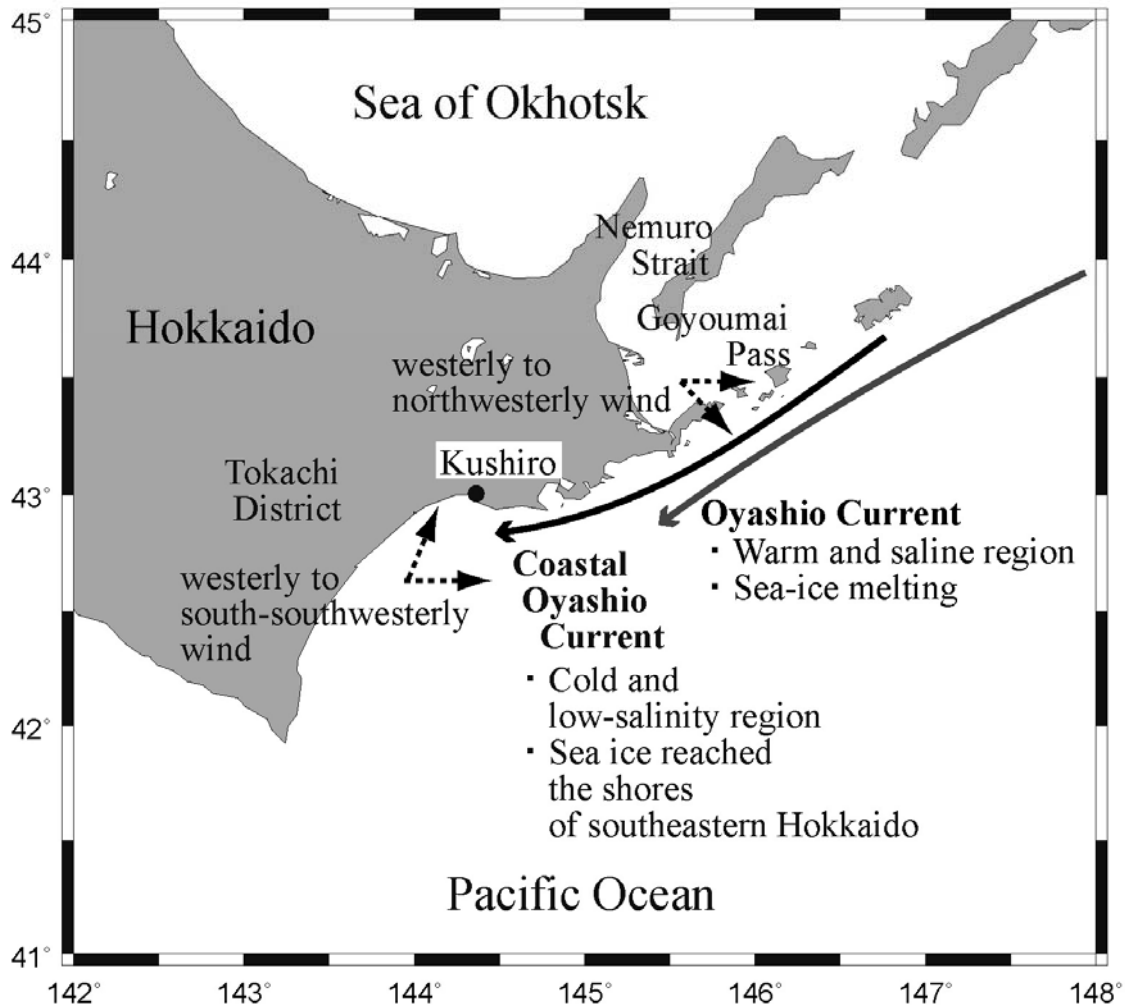 45°
Sea of Okhotsk
Nemuro
Strait
44°
Goyoumai
Pass
Hokkaido
westerly to
northwesterly wind
Kushiro
Tokachi
District
43°
Oyashio Current
▪ Warm and saline region
▪ Sea-ice melting
westerly to
south-southwesterly
wind
Coastal
Oyashio
Current
▪ Cold and
low-salinity region
▪ Sea ice reached
the shores
of southeastern Hokkaido
42°
Pacific Ocean
41°
142° 143° 144° 145° 146° 147° 148°